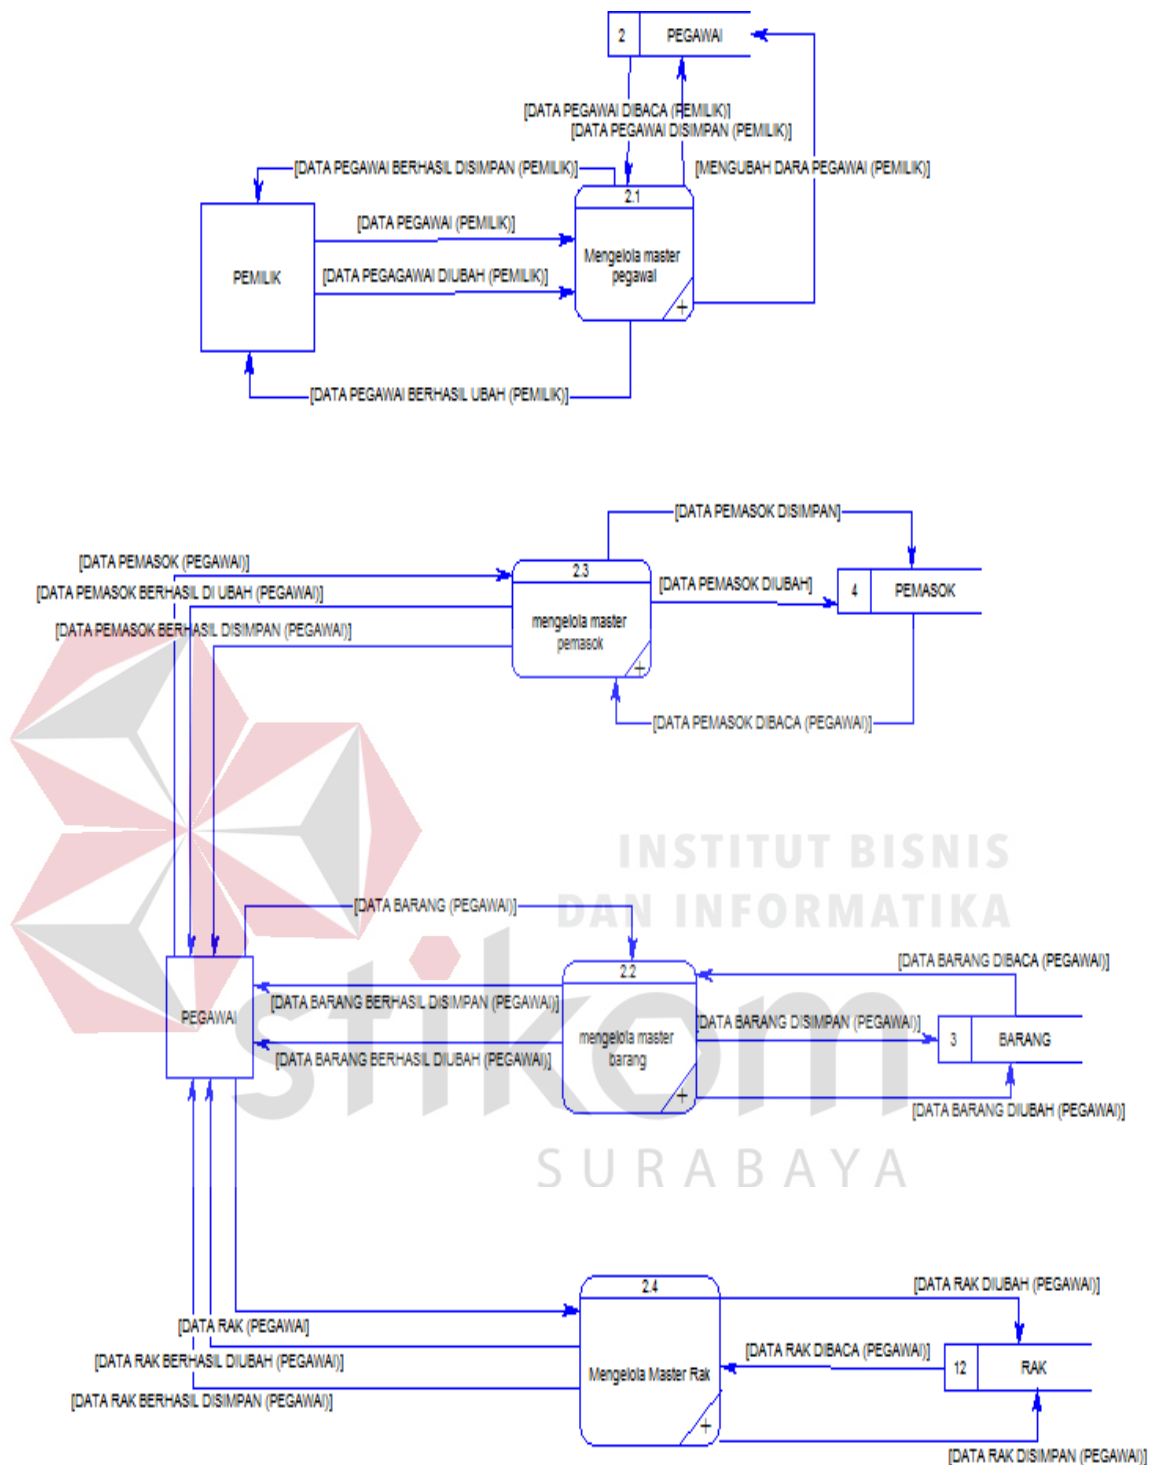 2 PEGAWAI
[DATA PEGAWAI DIBACA (PEMILIK)]
[DATA PEGAWAI DISIMPAN (PEMILIK)]
[DATA PEGAWAI BERHASIL DISIMPAN (PEMILIK)]
[MENGUBAH DARA PEGAWAI (PEMILIK)]
2.1
[DATA PEGAWAI (PEMILIK)]
Mengelola master
pegawai
PEMILIK
[DATA PEGAGAWAI DIUBAH (PEMILIK)]
+
[DATA PEGAWAI BERHASIL UBAH (PEMILIK)]
[DATA PEMASOK DISIMPAN]
[DATA PEMASOK (PEGAWAI)]
2.3
[DATA PEMASOK DIUBAH]
4 PEMASOK
[DATA PEMASOK BERHASIL DI UBAH (PEGAWAI)]
mengelola master
pemasok
[DATA PEMASOK BERHASIL DISIMPAN (PEGAWAI)]
+
[DATA PEMASOK DIBACA (PEGAWAI)]
INSTITUT BISNIS
DAN INFORMATIKA
[DATA BARANG (PEGAWAI)]
[DATA BARANG DIBACA (PEGAWAI)]
2.2
[DATA BARANG BERHASIL DISIMPAN (PEGAWAI)]
PEGAWAI
[DATA BARANG DISIMPAN (PEGAWAI)]
mengelola master
barang
3 BARANG
[DATA BARANG BERHASIL DIUBAH (PEGAWAI)]
+
[DATA BARANG DIUBAH (PEGAWAI)]
stikom
SURABAYA
2.4
[DATA RAK DIUBAH (PEGAWAI)]
[DATA RAK (PEGAWAI]
[DATA RAK DIBACA (PEGAWAI)]
[DATA RAK BERHASIL DIUBAH (PEGAWAI)]
Mengelola Master Rak
12 RAK
[DATA RAK BERHASIL DISIMPAN (PEGAWAI)]
+
[DATA RAK DISIMPAN (PEGAWAI)]